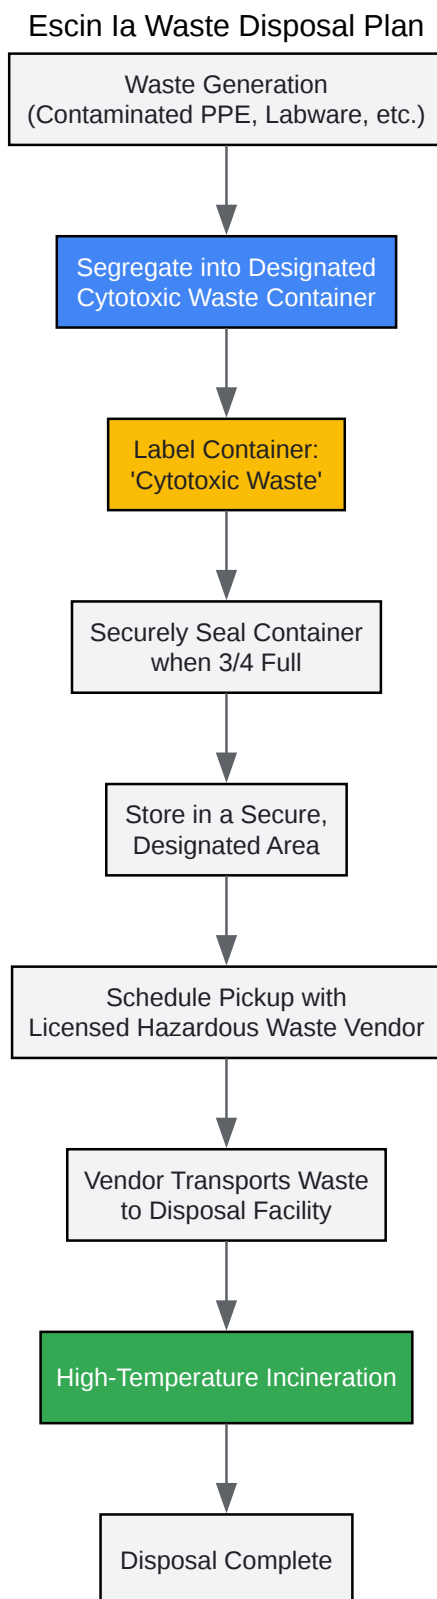 Escin Ia Waste Disposal Plan
Waste Generation
(Contaminated PPE, Labware, etc.)
Segregate into Designated
Cytotoxic Waste Container
Label Container:
'Cytotoxic Waste'
Securely Seal Container
when 3/4 Full
Store in a Secure,
Designated Area
Schedule Pickup with
Licensed Hazardous Waste Vendor
Vendor Transports Waste
to Disposal Facility
High-Temperature Incineration
Disposal Complete